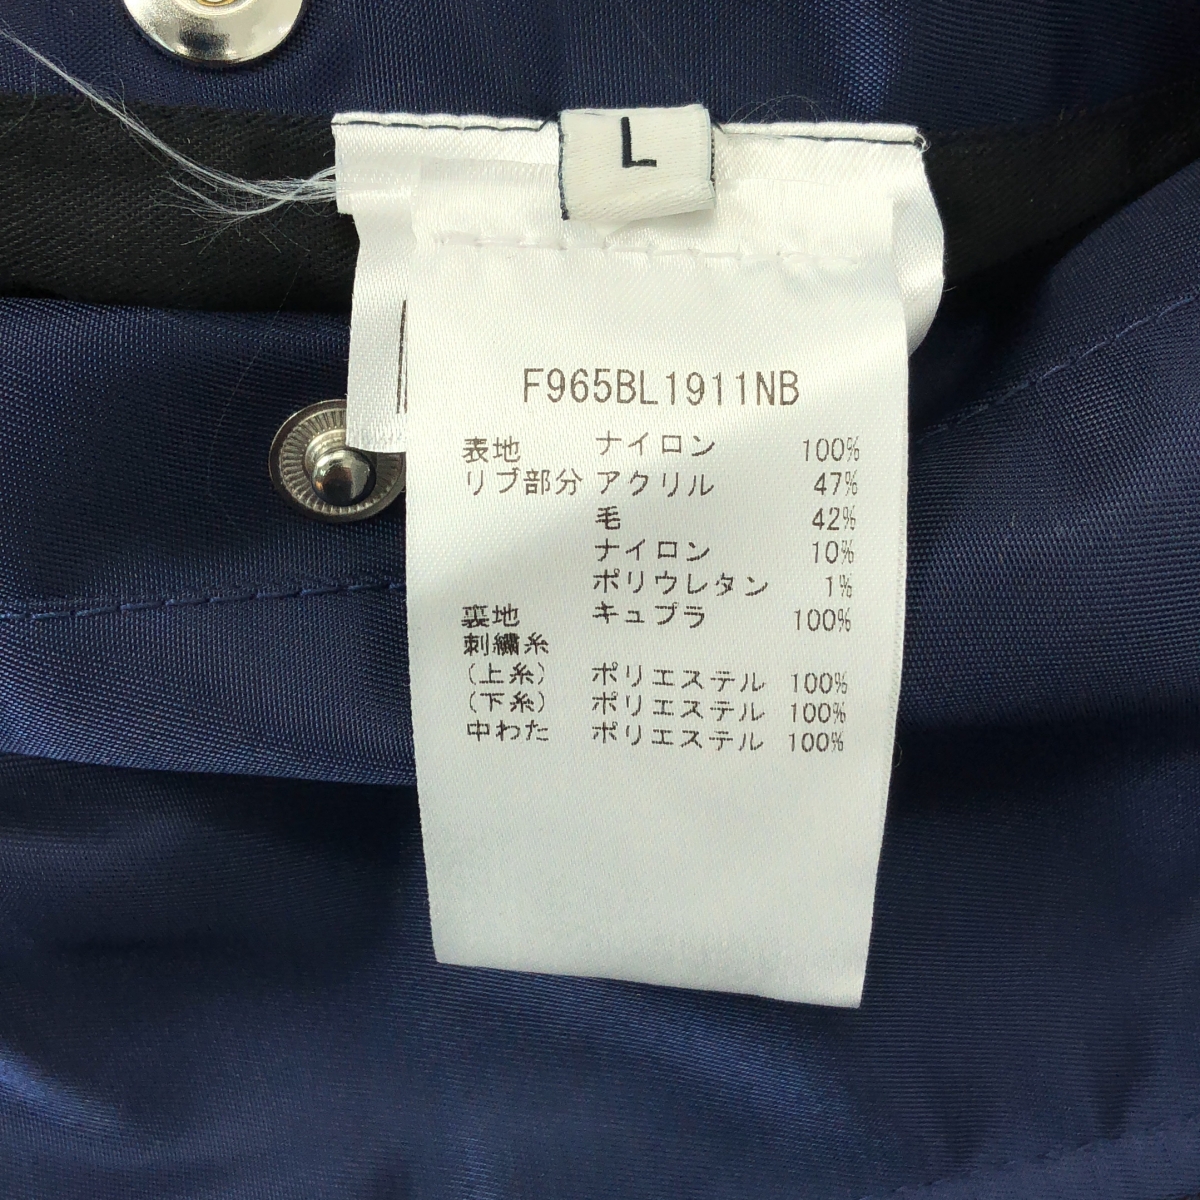 L
F965BL1911NB
表地 ナイロン 100%
リブ部分 アクリル 47%
毛 42%
ナイロン 10%
ポリウレタン 1%
裏地 キュプラ 100%
刺繍糸
(上糸) ポリエステル 100%
(下糸) ポリエステル 100%
中わた ポリエステル 100%